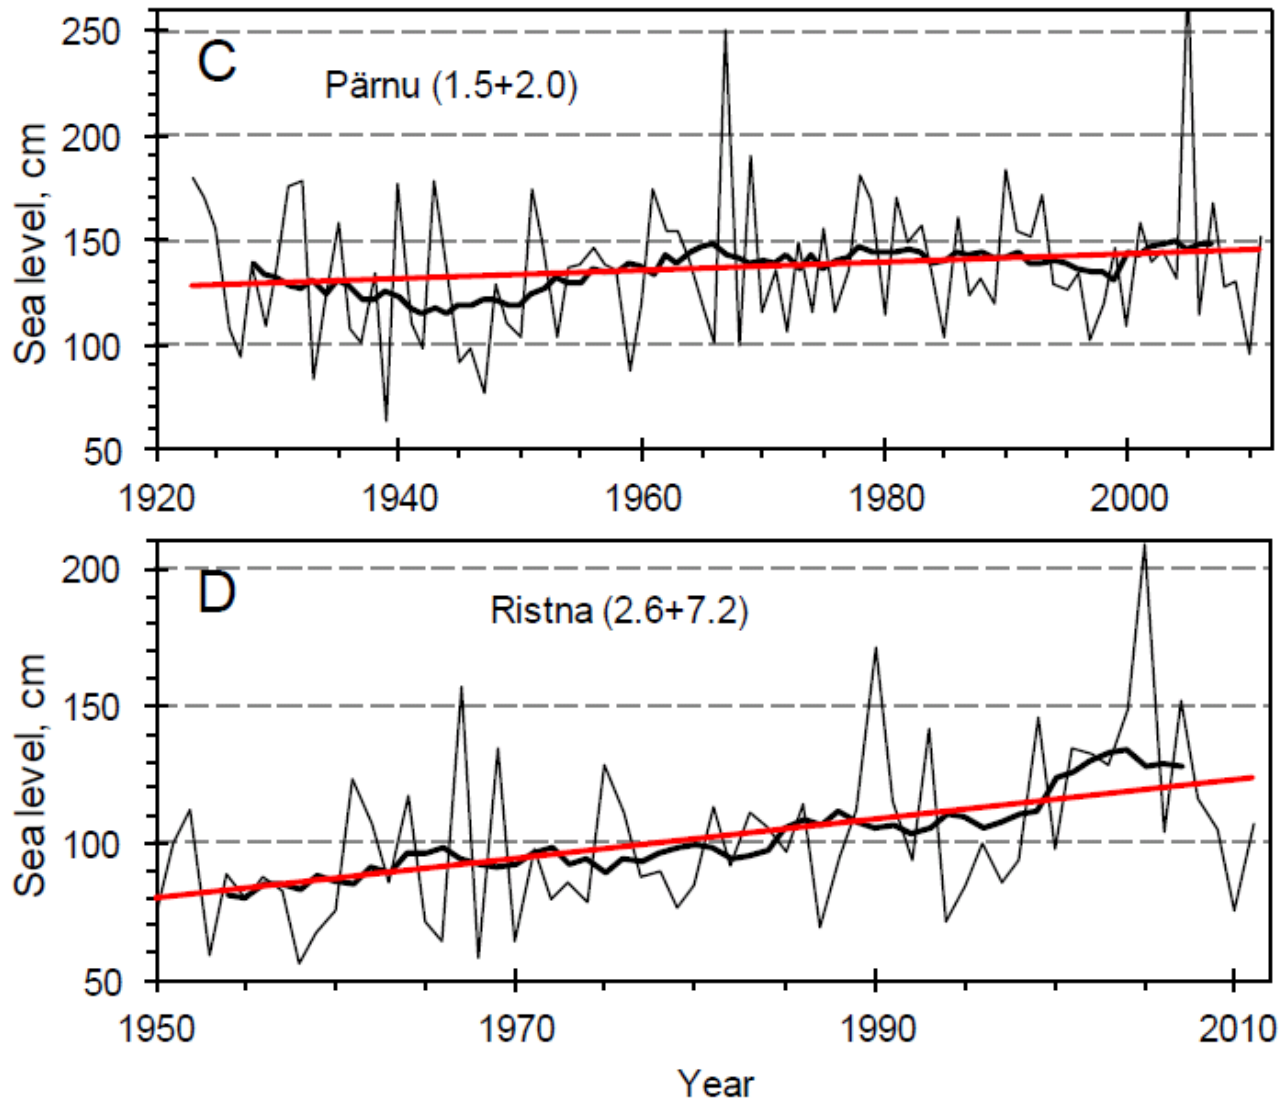 250
C
Pärnu (1.5+2.0)
200
150
100
50
Sea level, cm
1920 1940 1960 1980 2000
200
D
Ristna (2.6+7.2)
150
100
50
Sea level, cm
1950 1970 1990 2010
Year